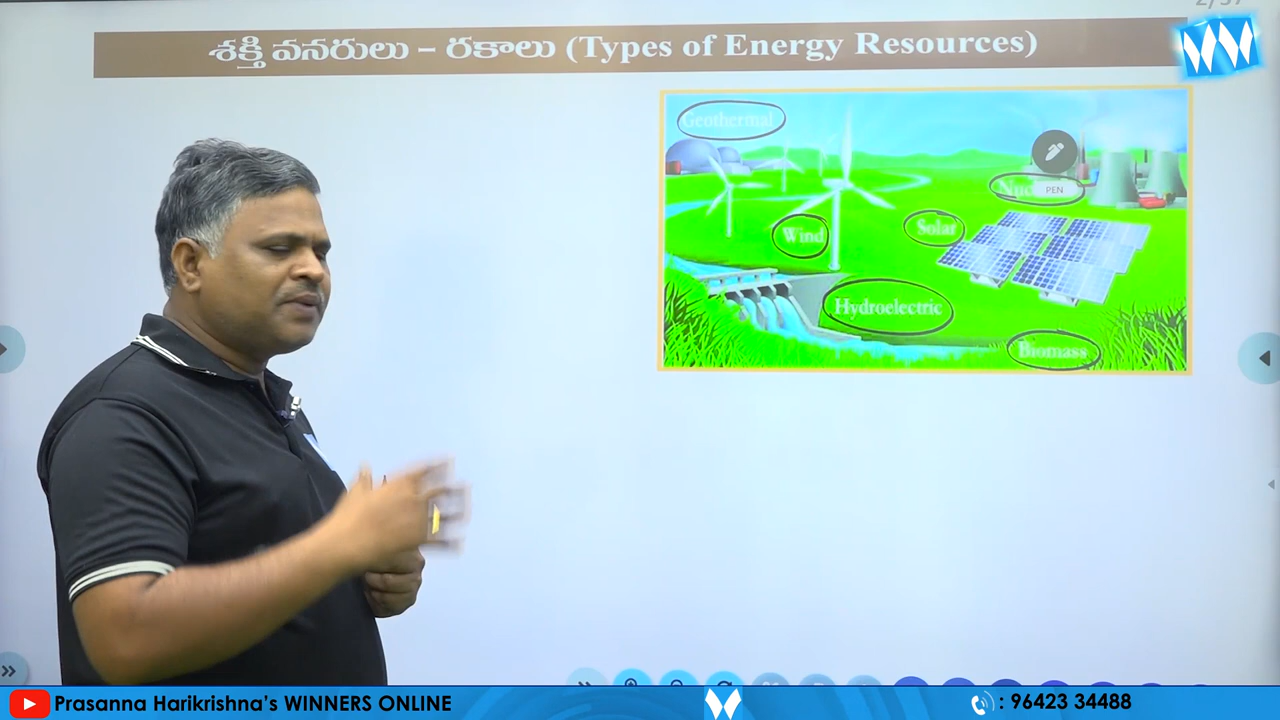 శక్తి వనరులు – రకాలు (Types of Energy Resources)
Geothermal
PEN
Wind
Solar
Hydroelectric
Biomass
Prasanna Harikrishna's WINNERS ONLINE
: 96423 34488